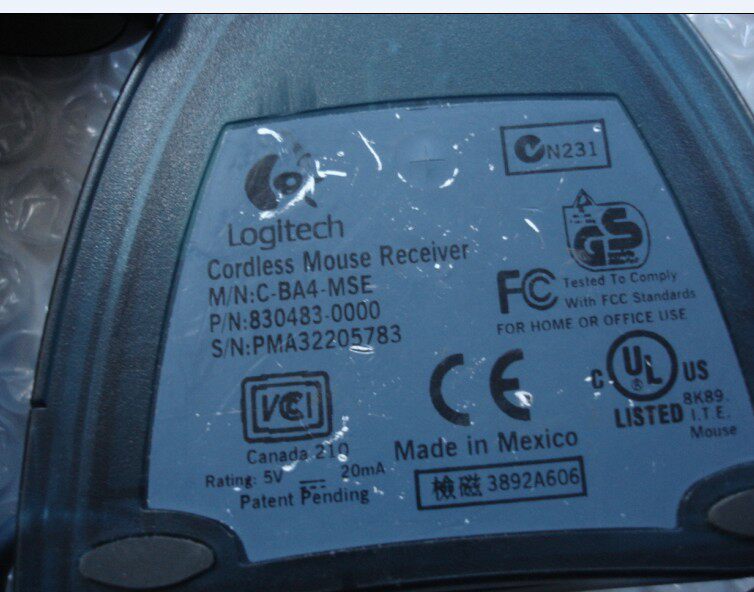 N231
Logitech
Cordless Mouse Receiver
M/N:C-BA4-MSE
P/N:830483-0000
S/N:PMA32205783
GS
FC Tested To Comply
With FCC Standards
FOR HOME OR OFFICE USE
VCCI
CE
C UL US
®
LISTED 8K89.
I.T.E.
Mouse
Canada 210
Rating: 5V 20mA
Patent Pending
Made in Mexico
檢磁 3892A606